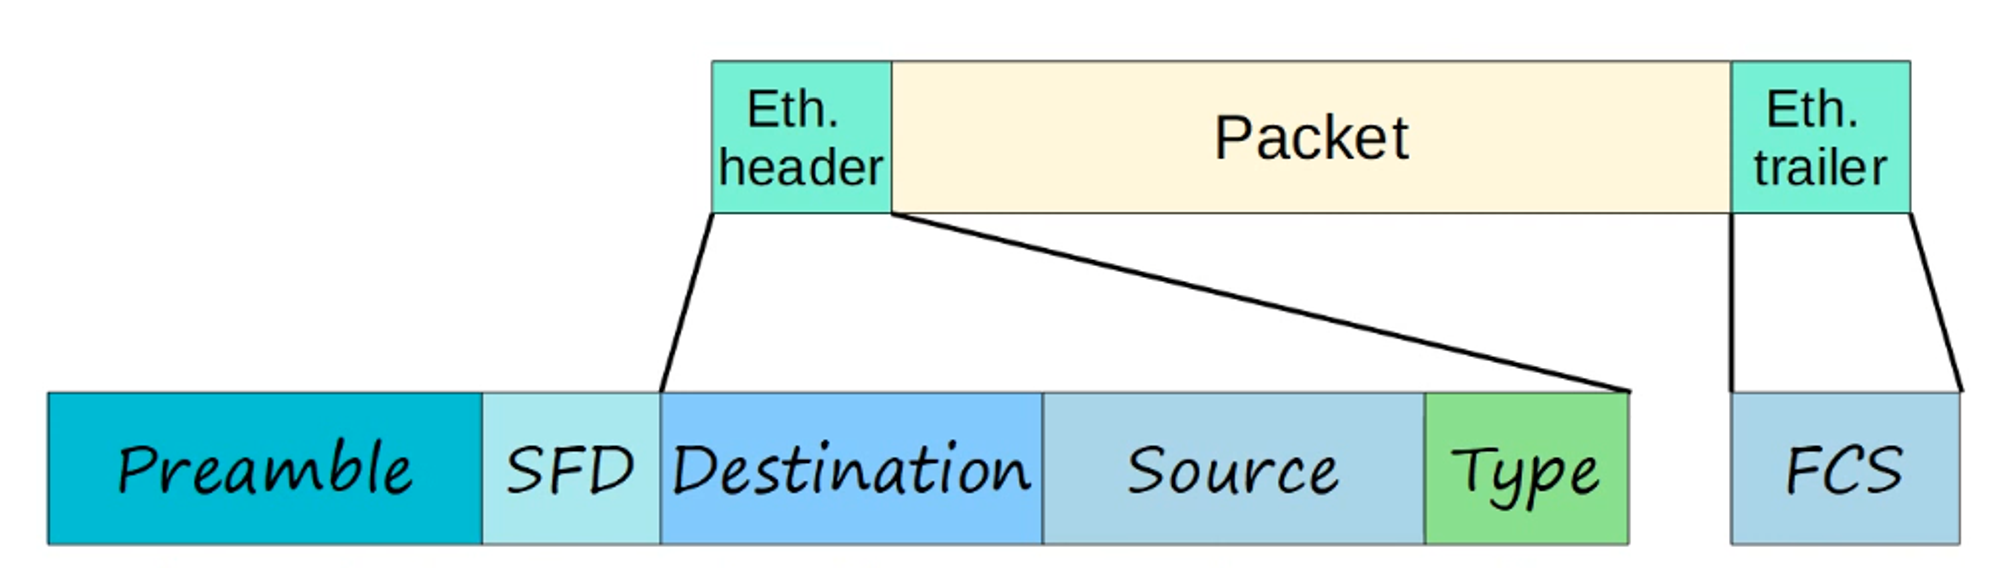 Eth.
header
Packet
Eth.
trailer
Preamble
SFD
Destination
Source
Type
FCS